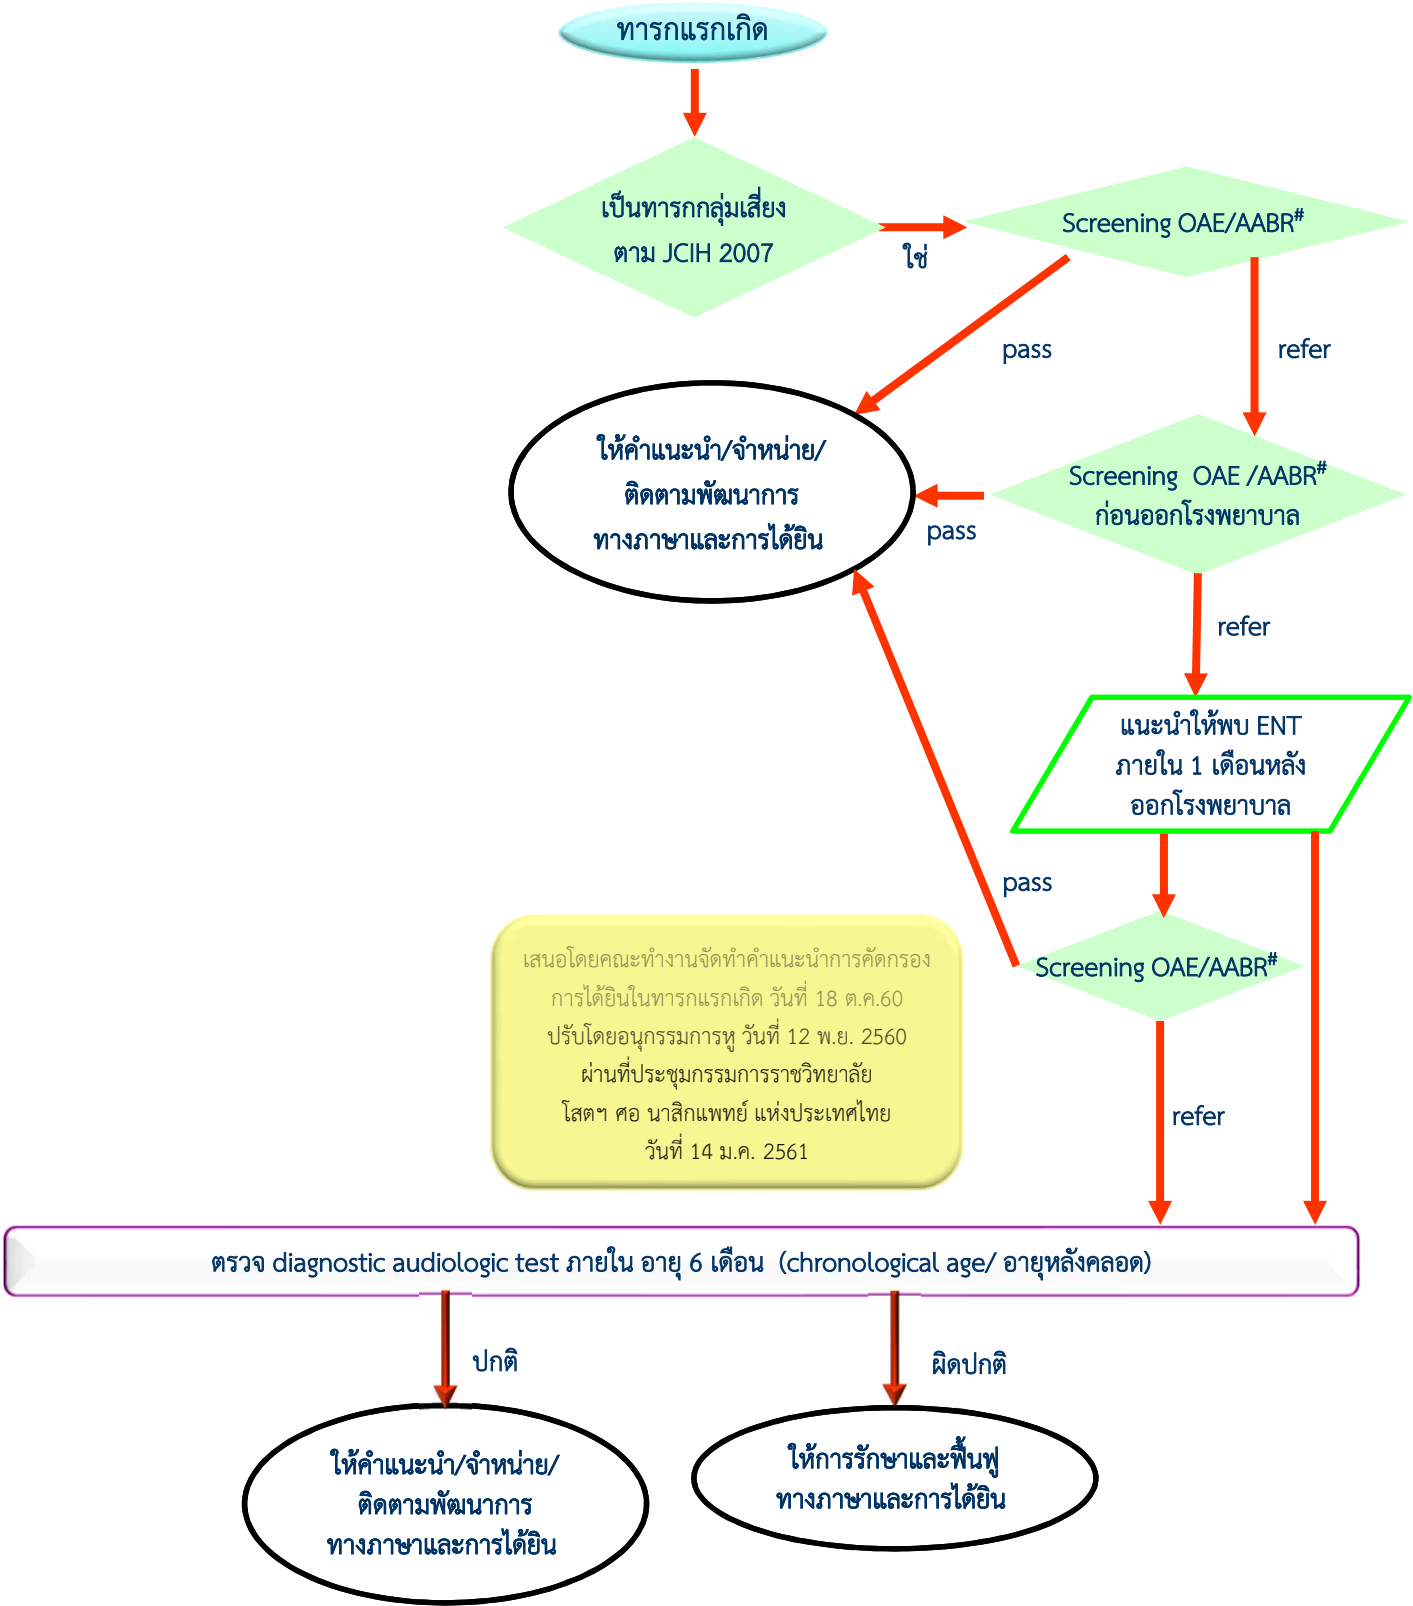 ทารกแรกเกิด
เป็นทารกกลุ่มเสี่ยง
ตาม JCIH 2007
ใช่
Screening OAE/AABR#
pass
refer
ให้คำแนะนำ/จำหน่าย/
ติดตามพัฒนาการ
ทางภาษาและการได้ยิน
pass
Screening OAE /AABR#
ก่อนออกโรงพยาบาล
refer
แนะนำให้พบ ENT
ภายใน 1 เดือนหลัง
ออกโรงพยาบาล
pass
Screening OAE/AABR#
refer
เสนอโดยคณะทำงานจัดทำคำแนะนำการคัดกรอง
การได้ยินในทารกแรกเกิด วันที่ 18 ต.ค.60
ปรับโดยอนุกรรมการหู วันที่ 12 พ.ย. 2560
ผ่านที่ประชุมกรรมการราชวิทยาลัย
โสตฯ ศอ นาสิกแพทย์ แห่งประเทศไทย
วันที่ 14 ม.ค. 2561
ตรวจ diagnostic audiologic test ภายใน อายุ 6 เดือน (chronological age/ อายุหลังคลอด)
ปกติ
ผิดปกติ
ให้คำแนะนำ/จำหน่าย/
ติดตามพัฒนาการ
ทางภาษาและการได้ยิน
ให้การรักษาและฟื้นฟู
ทางภาษาและการได้ยิน